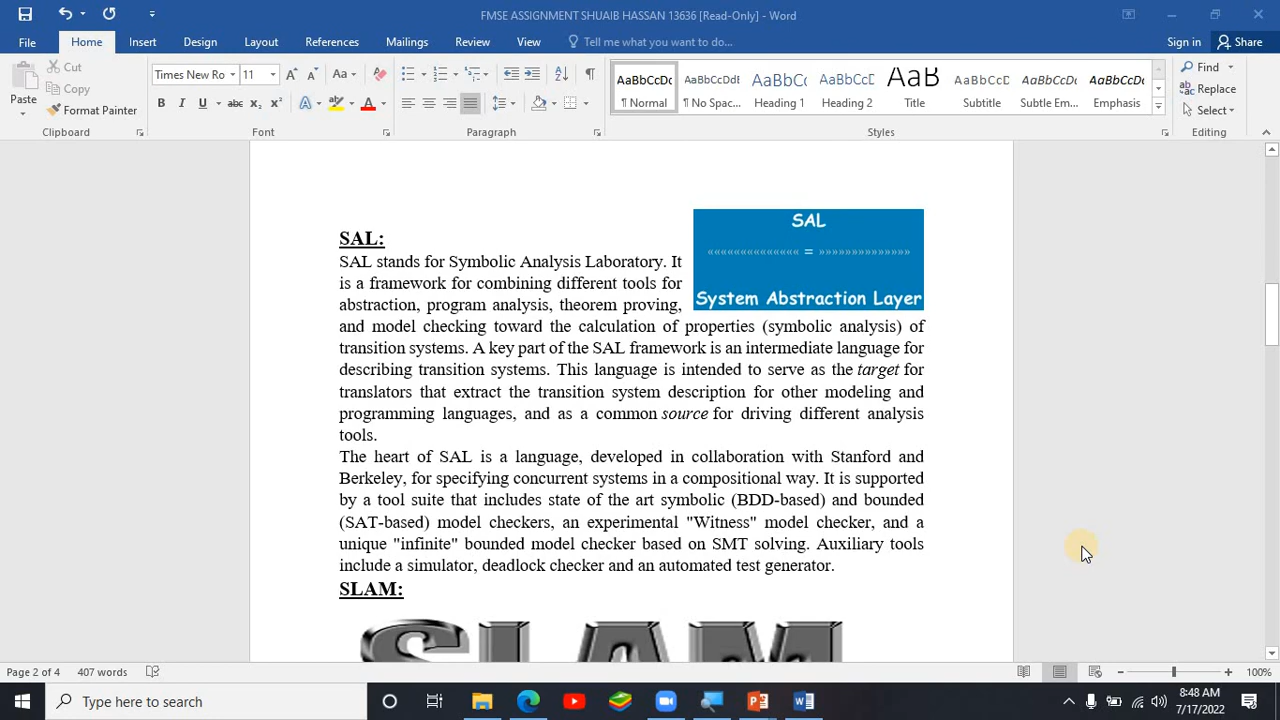 FMSE ASSIGNMENT SHUAIB HASSAN 13636 [Read-Only] - Word
File Home Insert Design Layout References Mailings Review View Tell me what you want to do... Sign in Share
Paste
Cut
Copy
Format Painter
Clipboard
Times New Ro 11
Font
Paragraph
AaBbCcDc AaBbCcDdE AaBbCc AaBbCcD AaB AaBbCcD AaBbCcDc AaBbCcDc
¶ Normal ¶ No Spac... Heading Heading 2 Title Subtitle Subtle Em... Emphasis
Styles
Find
Replace
Select
Editing
SAL
«««««««««««««« = »»»»»»»»»»»»»»
System Abstraction Layer
SAL:
SAL stands for Symbolic Analysis Laboratory. It
is a framework for combining different tools for
abstraction, program analysis, theorem proving,
and model checking toward the calculation of properties (symbolic analysis) of
transition systems. A key part of the SAL framework is an intermediate language for
describing transition systems. This language is intended to serve as the target for
translators that extract the transition system description for other modeling and
programming languages, and as a common source for driving different analysis
tools.
The heart of SAL is a language, developed in collaboration with Stanford and
Berkeley, for specifying concurrent systems in a compositional way. It is supported
by a tool suite that includes state of the art symbolic (BDD-based) and bounded
(SAT-based) model checkers, an experimental "Witness" model checker, and a
unique "infinite" bounded model checker based on SMT solving. Auxiliary tools
include a simulator, deadlock checker and an automated test generator.
SLAM:
SLAM
Page 2 of 4 407 words 100%
Type here to search
8:48 AM
7/17/2022